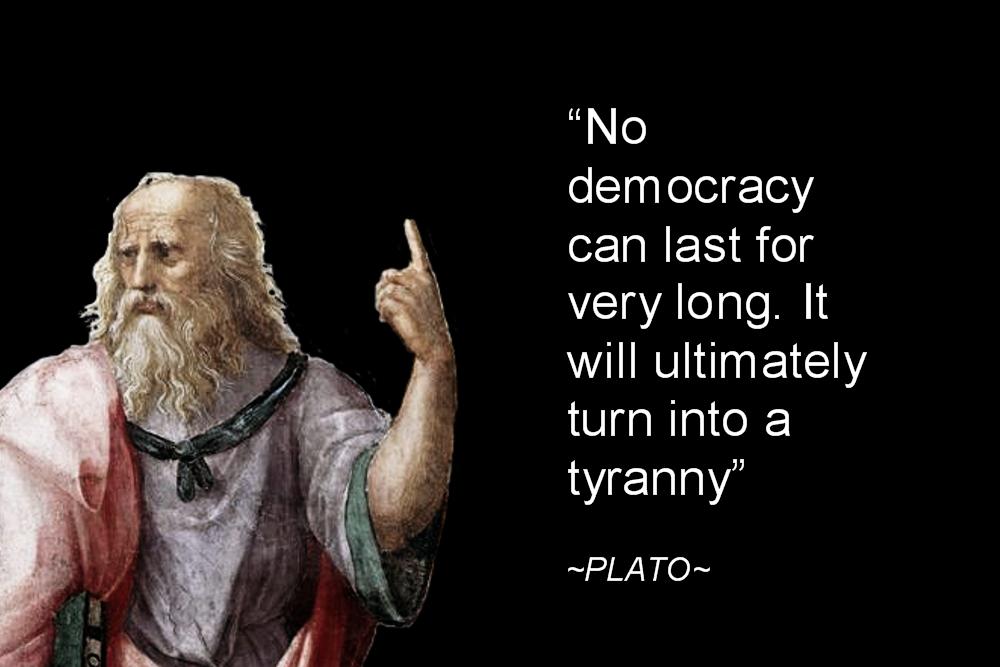 “No
democracy
can last for
very long. It
will ultimately
turn into a
tyranny”
~PLATO~